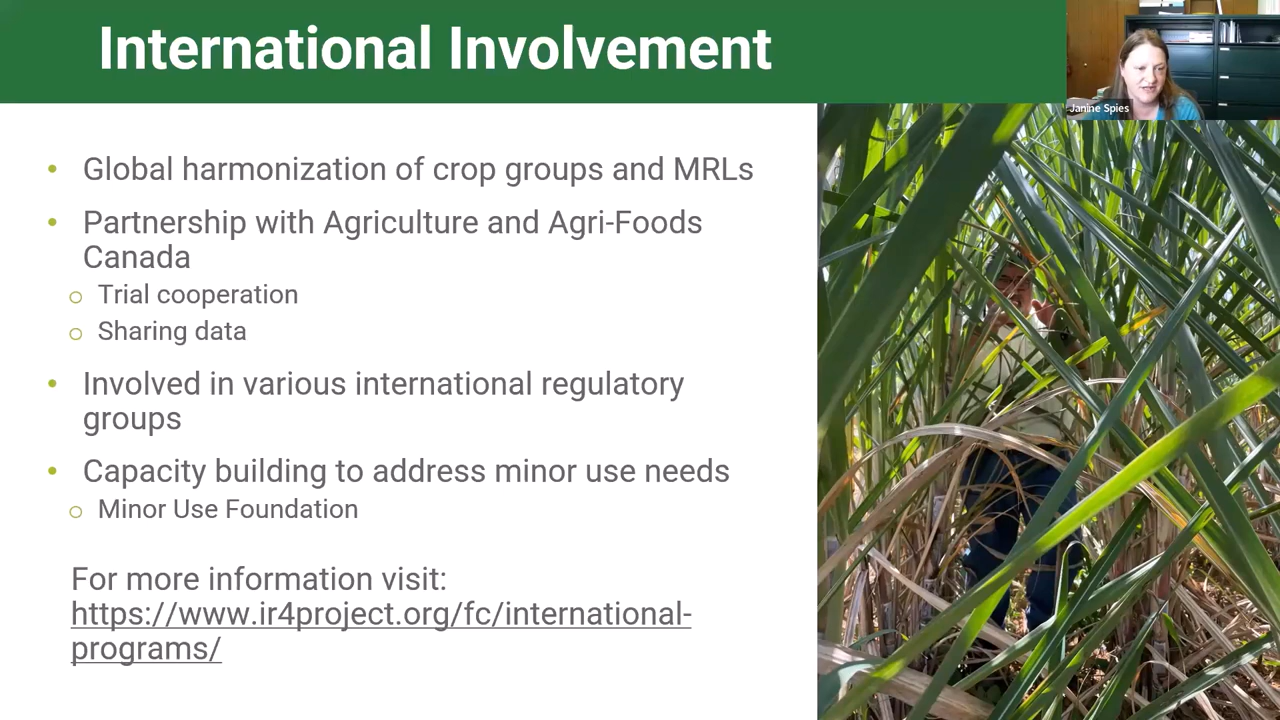 International Involvement
Janine Spies
• Global harmonization of crop groups and MRLs
• Partnership with Agriculture and Agri-Foods
Canada
o Trial cooperation
o Sharing data
• Involved in various international regulatory
groups
• Capacity building to address minor use needs
o Minor Use Foundation
For more information visit:
https://www.ir4project.org/fc/international-
programs/